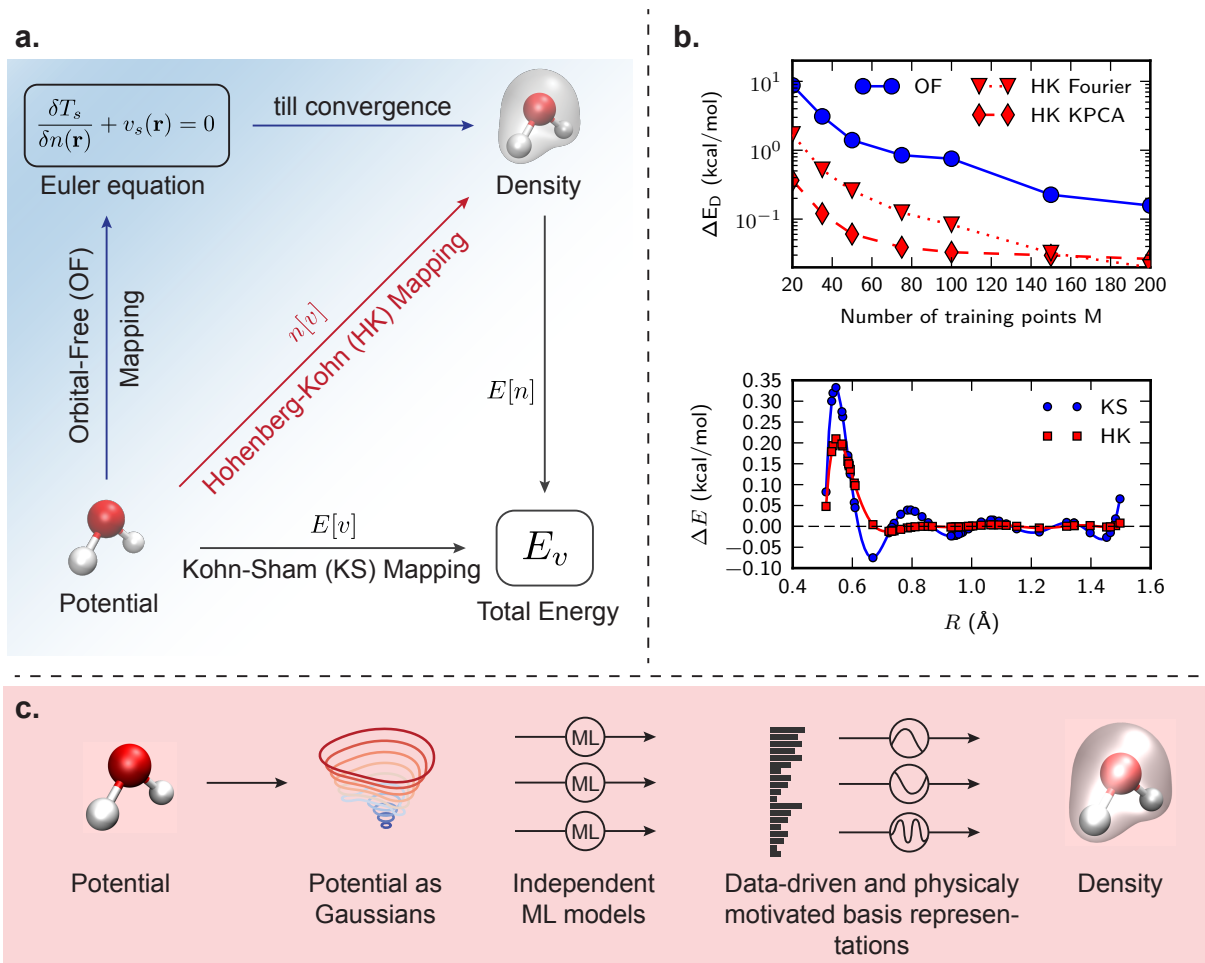 a.
δT_s/δn(r) + v_s(r) = 0
Euler equation
till convergence
Density
Orbital-Free (OF)
Mapping
n[v]
Hohenberg-Kohn (HK) Mapping
E[n]
E[v]
Kohn-Sham (KS) Mapping
E_v
Potential
Total Energy
b.
OF
HK Fourier
HK KPCA
ΔE_D (kcal/mol)
10^1
10^0
10^−1
20 40 60 80 100 120 140 160 180 200
Number of training points M
KS
HK
ΔE (kcal/mol)
0.35
0.30
0.25
0.20
0.15
0.10
0.05
0.00
−0.05
−0.10
0.4 0.6 0.8 1.0 1.2 1.4 1.6
R (Å)
c.
ML
ML
ML
Potential
Potential as
Gaussians
Independent
ML models
Data-driven and physicaly
motivated basis represen-
tations
Density